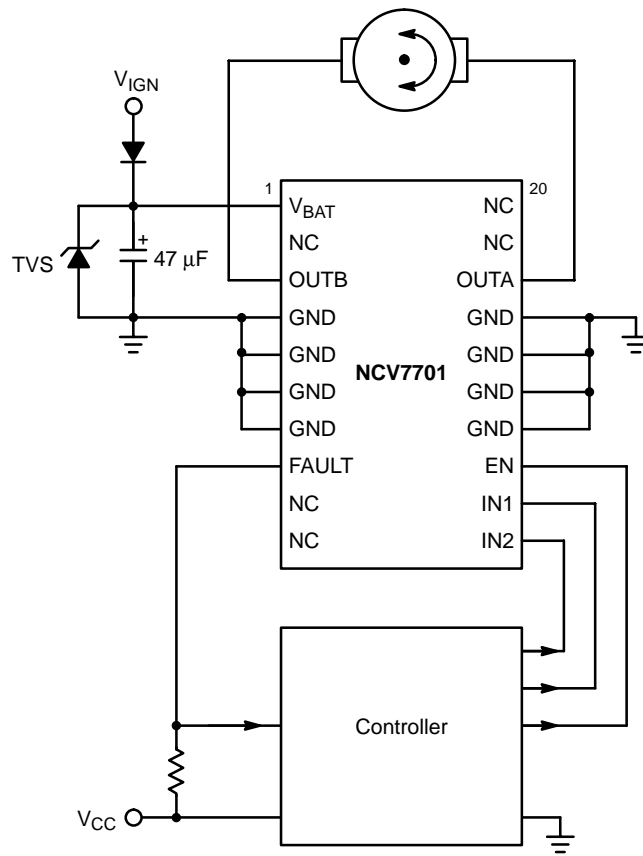 V_IGN
1
20
V_BAT
NC
NC
NC
TVS
+
47 μF
OUTB
OUTA
GND
GND
GND
GND
NCV7701
GND
GND
GND
GND
FAULT
EN
NC
IN1
NC
IN2
Controller
V_CC